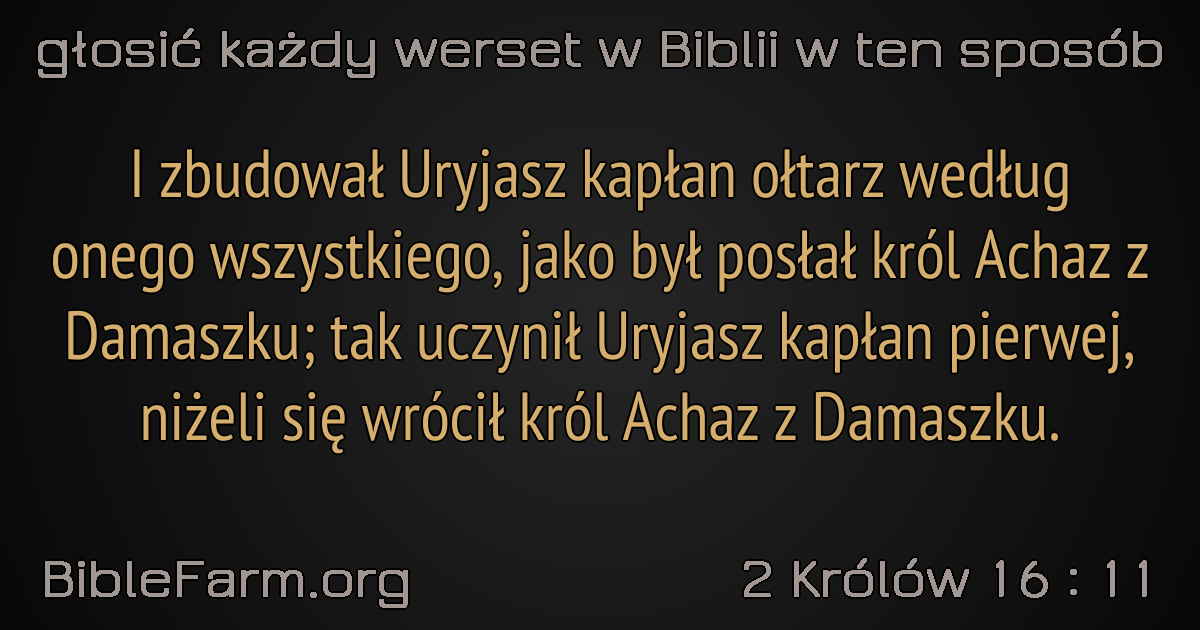 głosić każdy werset w Biblii w ten sposób
I zbudował Uryjasz kapłan ołtarz według
onego wszystkiego, jako był posłał król Achaz z
Damaszku; tak uczynił Uryjasz kapłan pierwej,
niżeli się wrócił król Achaz z Damaszku.
BibleFarm.org
2 Królów 16 : 11